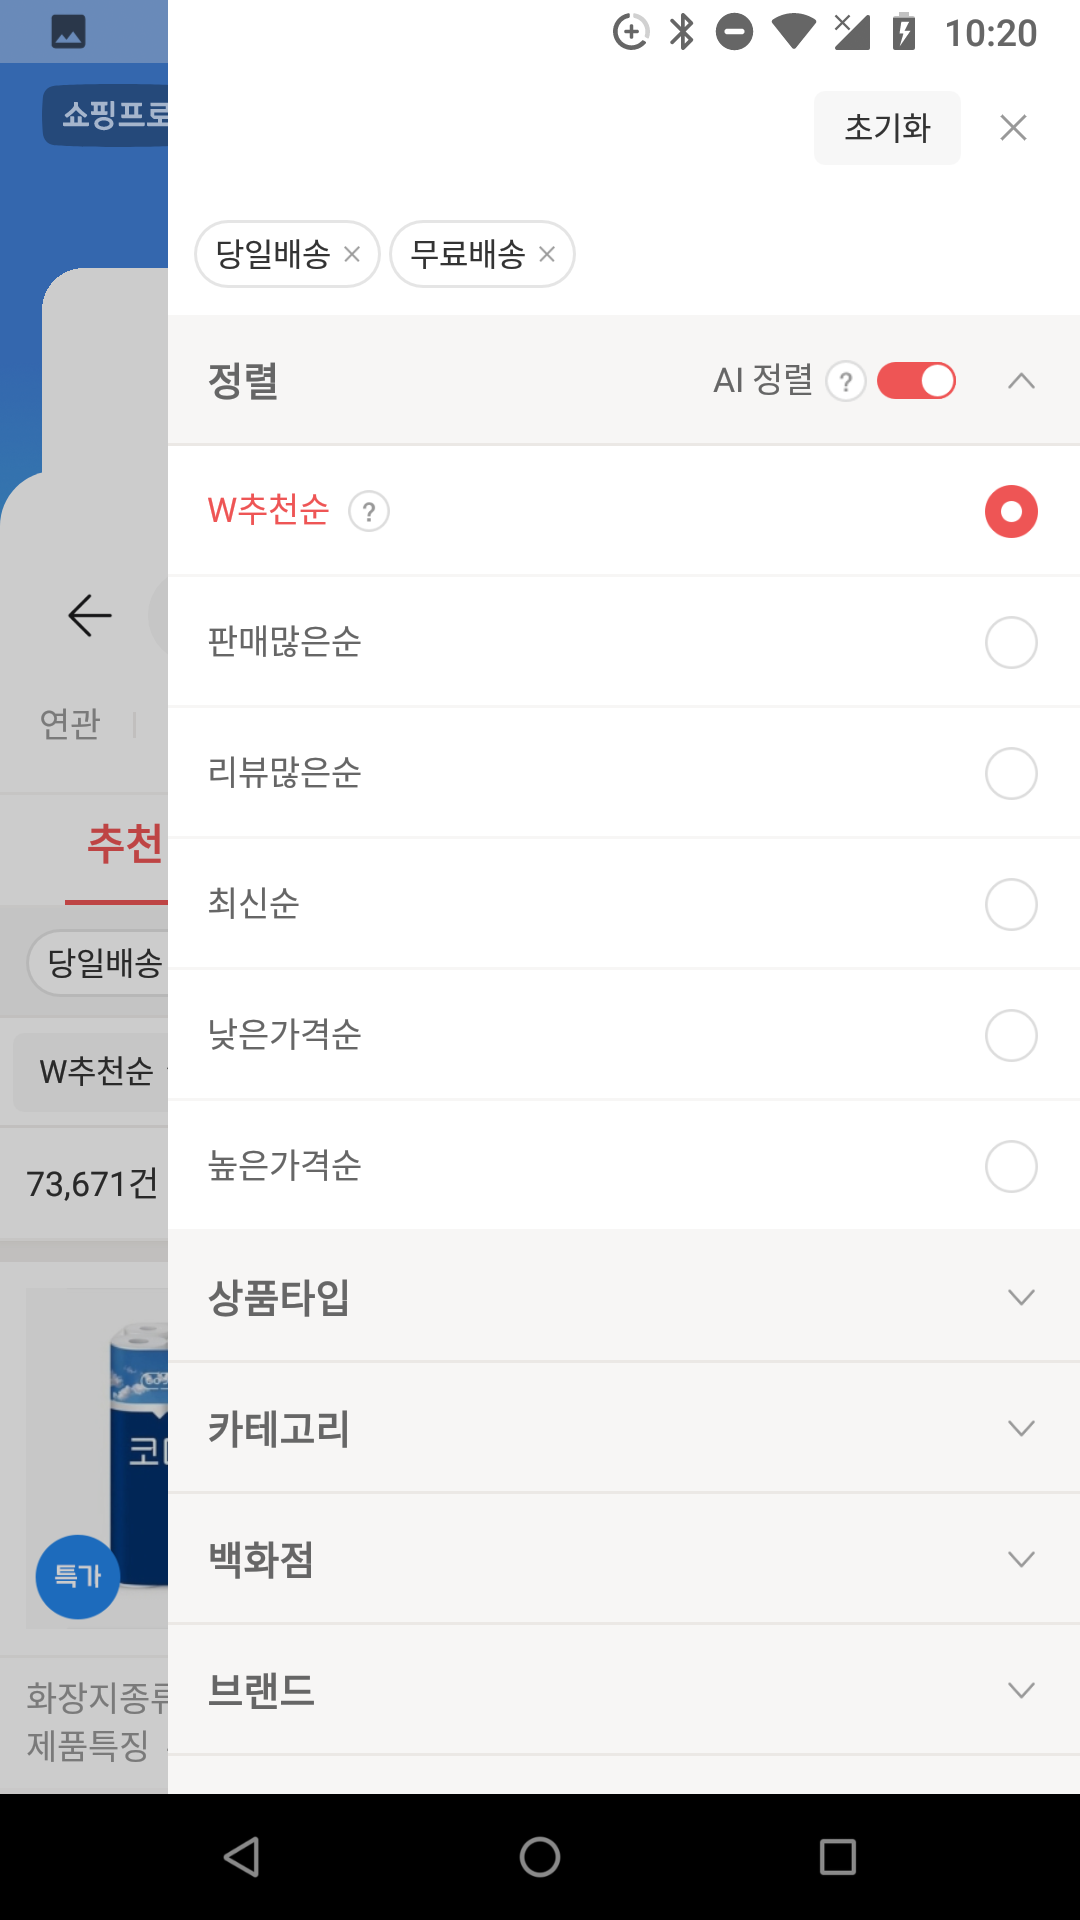 10:20
쇼핑프로
초기화
당일배송
무료배송
정렬
AI 정렬
?
W추천순
?
판매많은순
리뷰많은순
최신순
낮은가격순
높은가격순
상품타입
카테고리
백화점
브랜드
연관
추천
당일배송
W추천순
73,671건
특가
화장지종류
제품특징